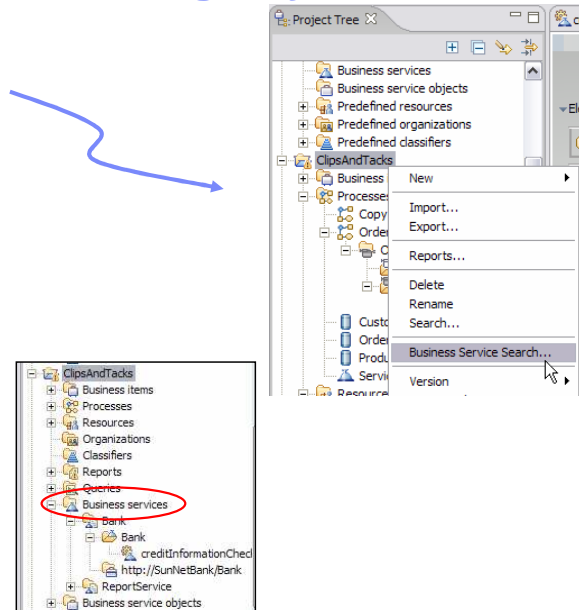 Project Tree
Business services
Business service objects
Predefined resources
Predefined organizations
Predefined classifiers
ClipsAndTacks
Business
Processes
Copy
Order
Custo
Order
Produ
Servi
Resource
New
Import...
Export...
Reports...
Delete
Rename
Search...
Business Service Search...
Version
ClipsAndTacks
Business items
Processes
Resources
Organizations
Classifiers
Reports
Queries
Business services
Bank
Bank
creditInformationChecl
http://SunNetBank/Bank
ReportService
Business service objects